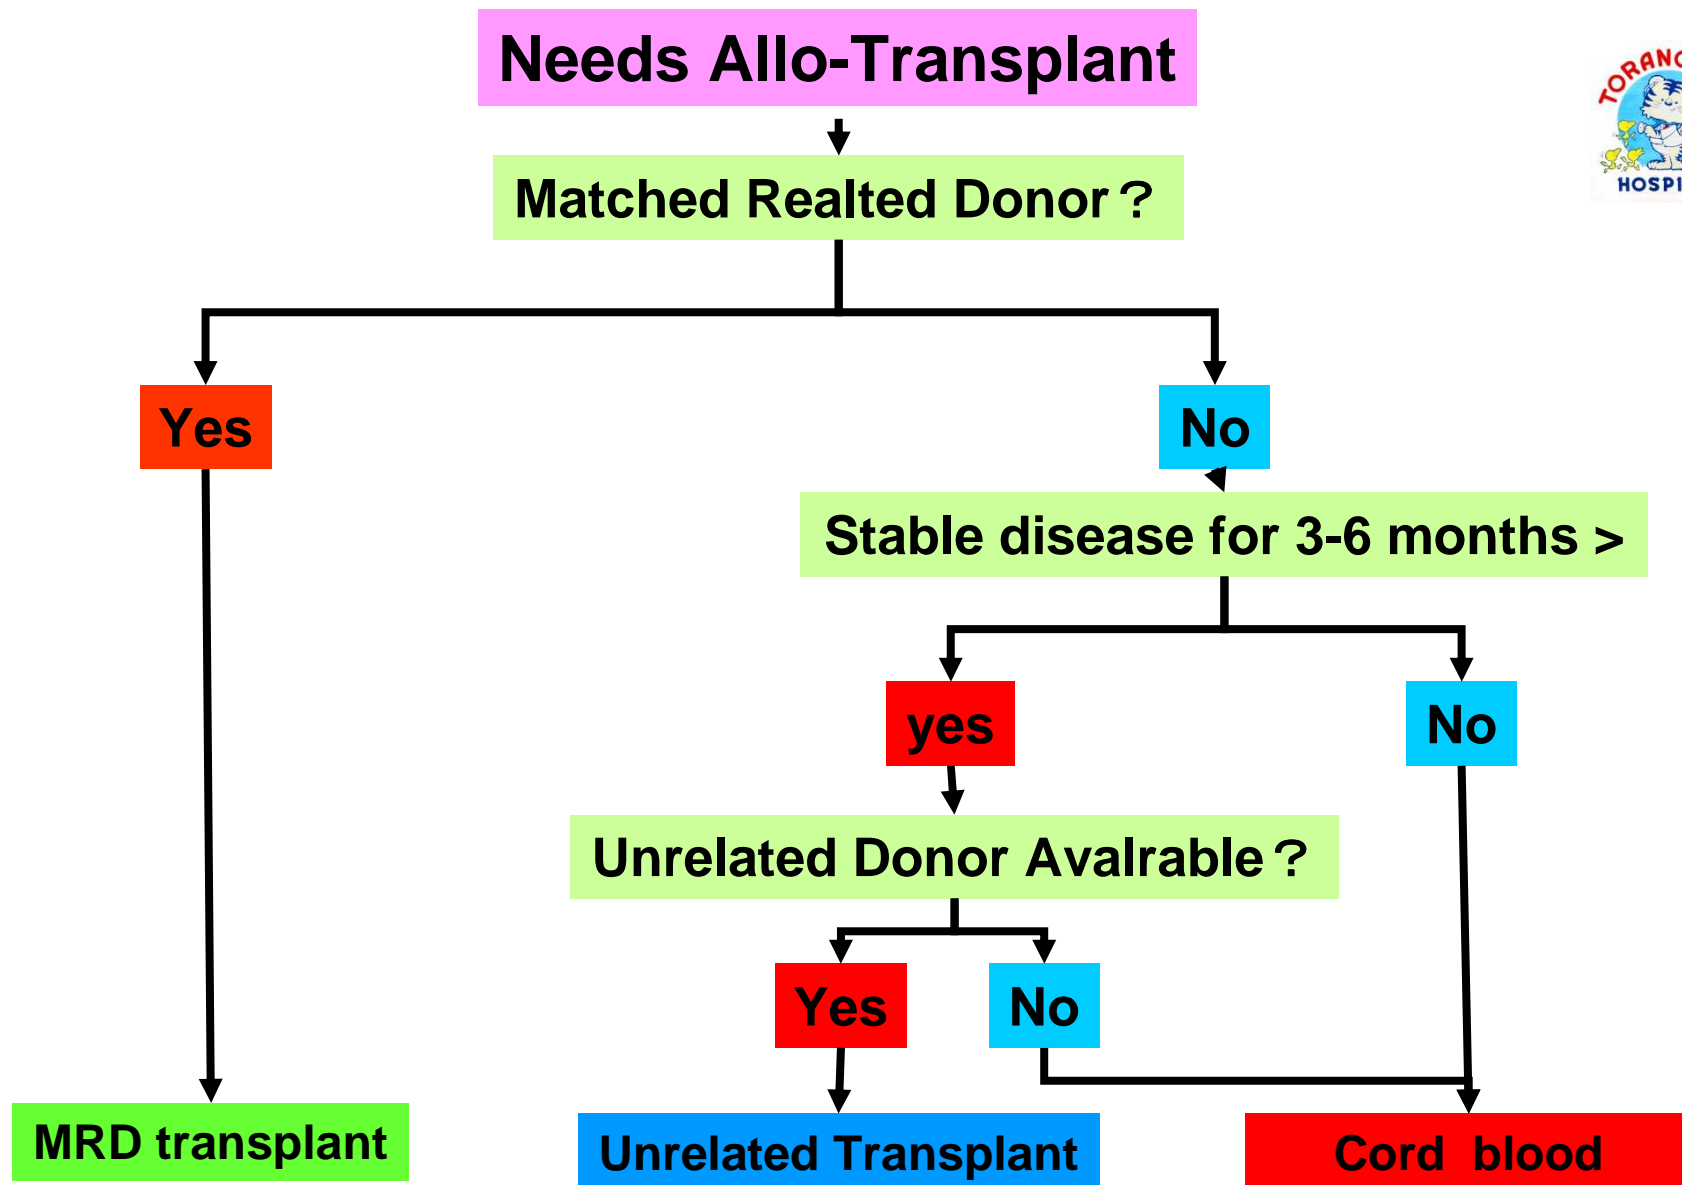 Needs Allo-Transplant
Matched Realted Donor？
Yes
No
Stable disease for 3-6 months >
yes
No
Unrelated Donor Avalrable？
Yes
No
MRD transplant
Unrelated Transplant
Cord blood